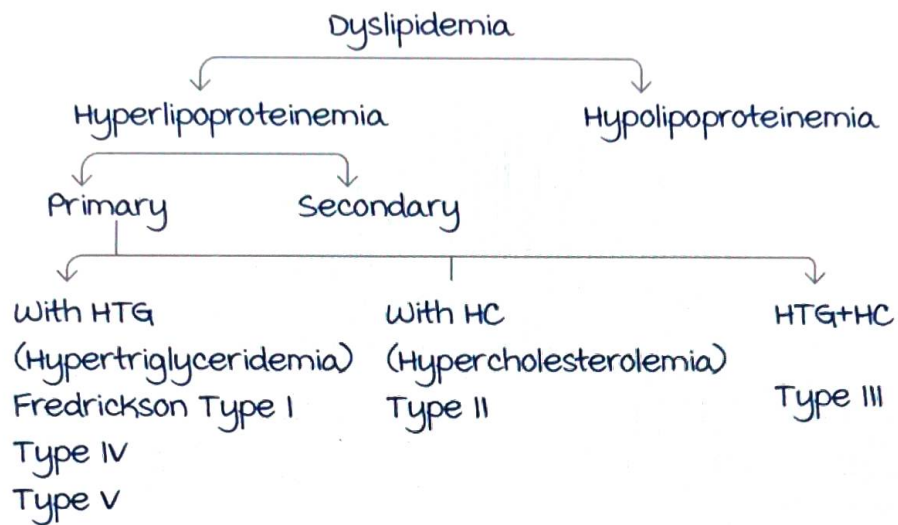 Dyslipidemia
Hyperlipoproteinemia
Hypolipoproteinemia
Primary
Secondary
With HTG
(Hypertriglyceridemia)
Fredrickson Type I
Type IV
Type V
With HC
(Hypercholesterolemia)
Type II
HTG+HC
Type III